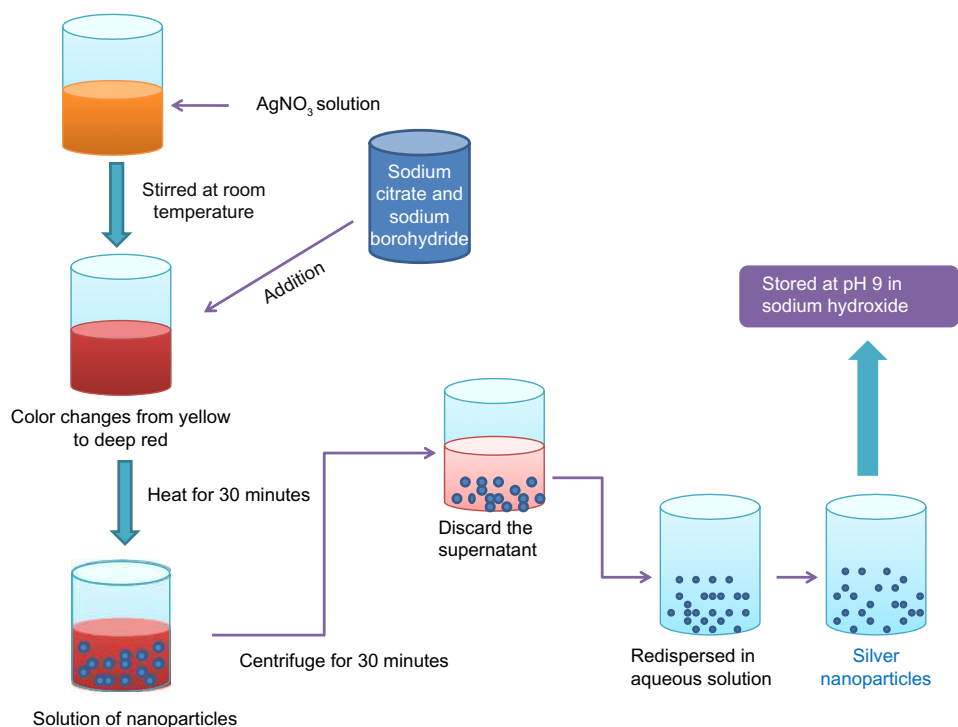 AgNO₃ solution
Sodium
citrate and
sodium
borohydride
Stirred at room
temperature
Addition
Color changes from yellow
to deep red
Heat for 30 minutes
Solution of nanoparticles
Centrifuge for 30 minutes
Discard the
supernatant
Redispersed in
aqueous solution
Silver
nanoparticles
Stored at pH 9 in
sodium hydroxide